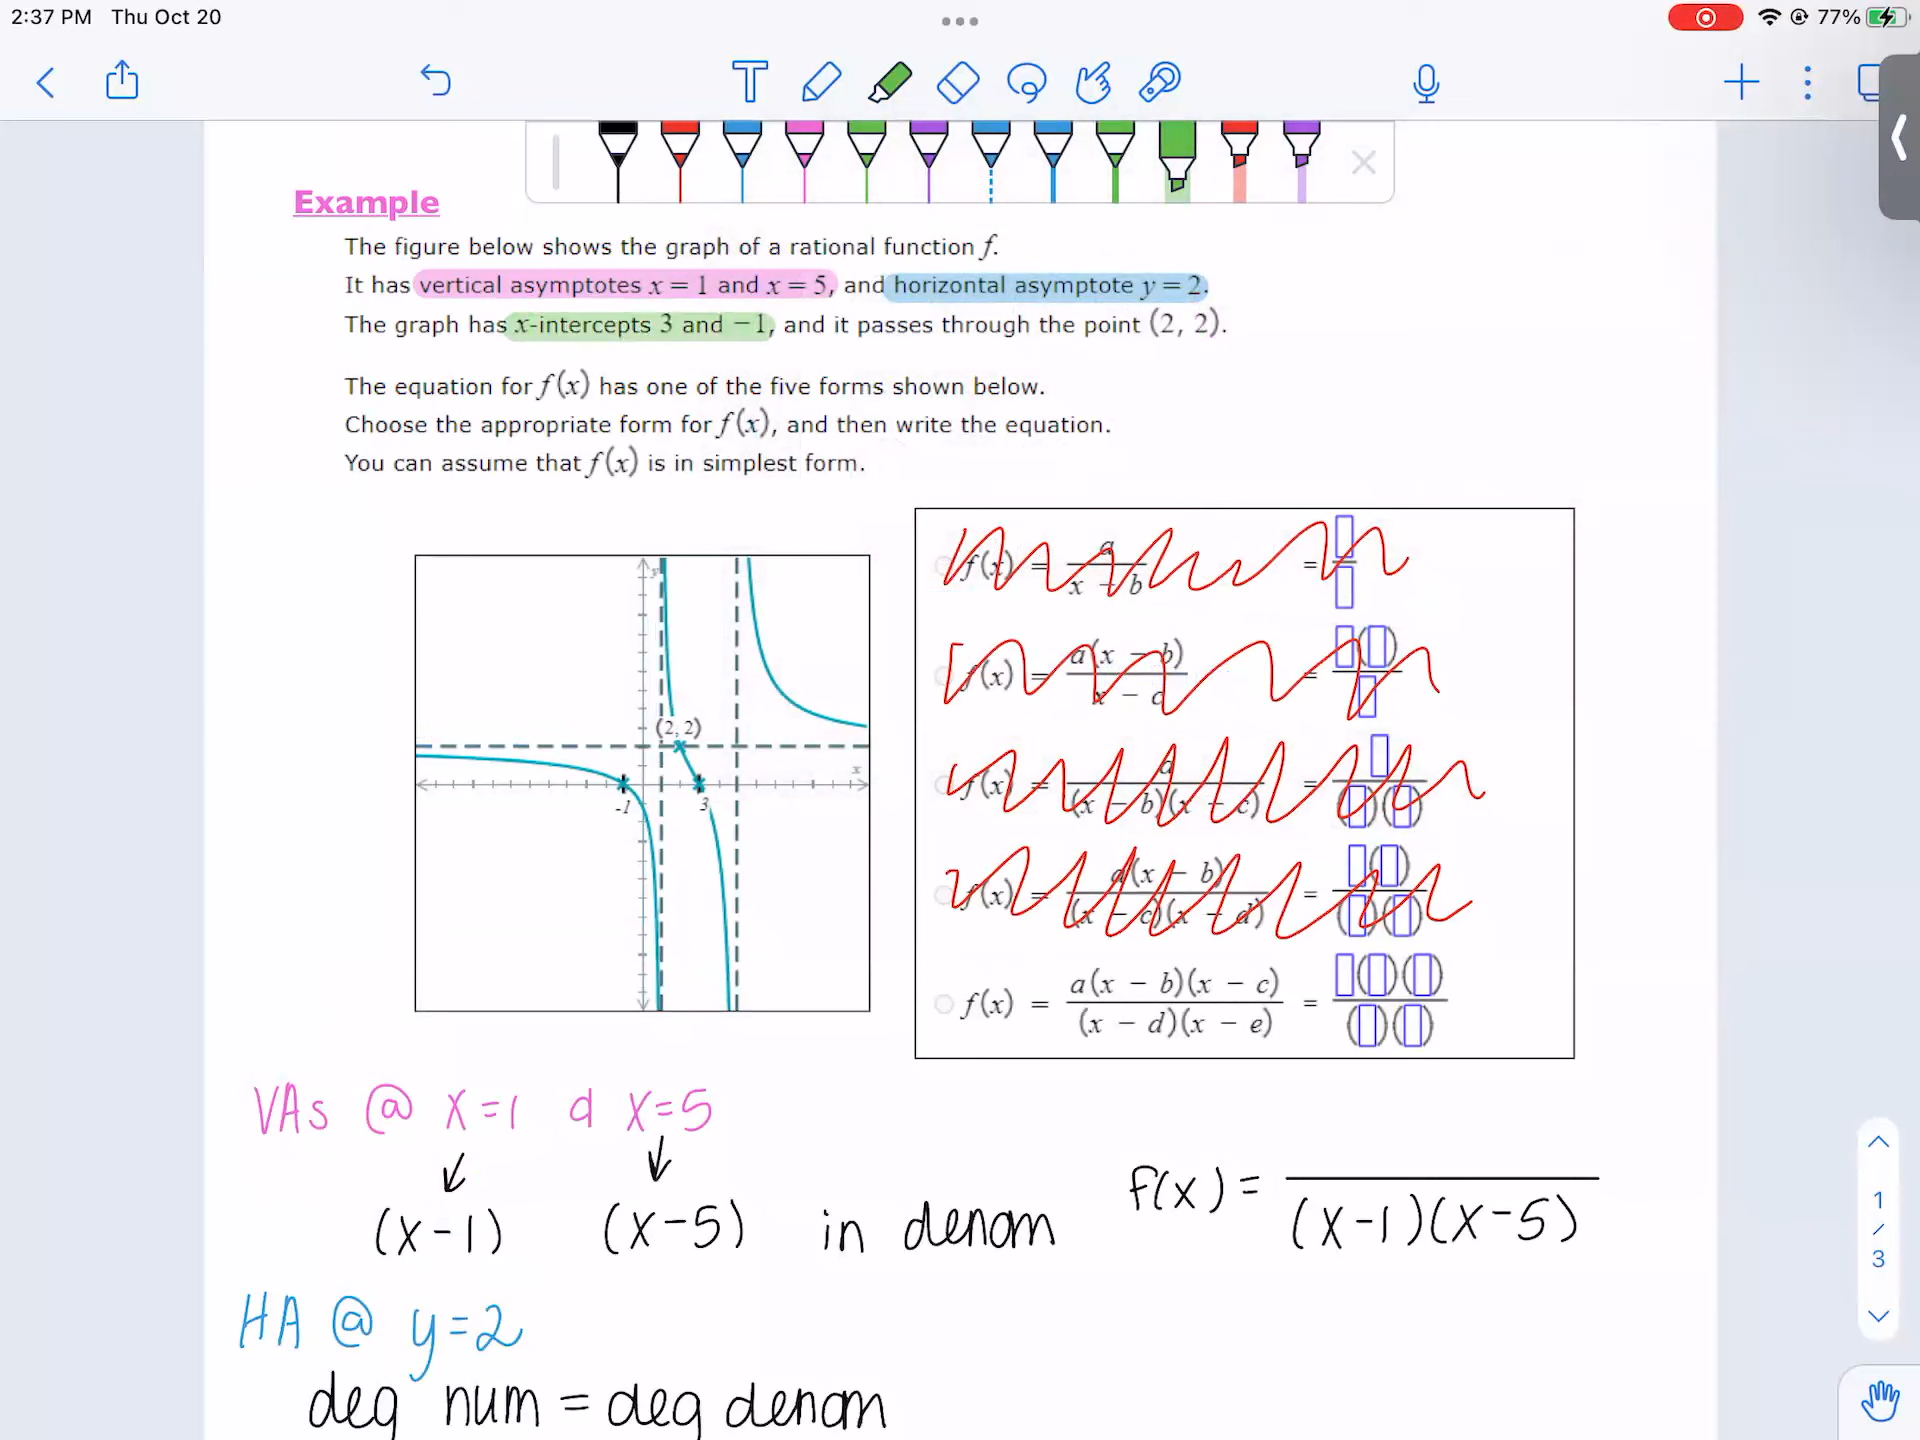 2:37 PM Thu Oct 20
77%
T
Example
The figure below shows the graph of a rational function f.
It has vertical asymptotes x = 1 and x = 5, and horizontal asymptote y = 2.
The graph has x-intercepts 3 and −1, and it passes through the point (2, 2).
The equation for f(x) has one of the five forms shown below.
Choose the appropriate form for f(x), and then write the equation.
You can assume that f(x) is in simplest form.
y
(2, 2)
x
-1
3
f(x) = a / (x − b) = ▯/▯
f(x) = a(x − b) / (x − c) = ▯(▯)/▯
f(x) = a / ((x − b)(x − c)) = ▯/(▯)(▯)
f(x) = a(x − b) / ((x − c)(x − d)) = ▯(▯)/(▯)(▯)
f(x) = a(x − b)(x − c) / ((x − d)(x − e)) = ▯(▯)(▯)/(▯)(▯)
VAs @ x=1 d x=5
(x-1) (x-5) in denom
f(x) = / (x-1)(x-5)
HA @ y=2
deg num = deg denom
1
/
3